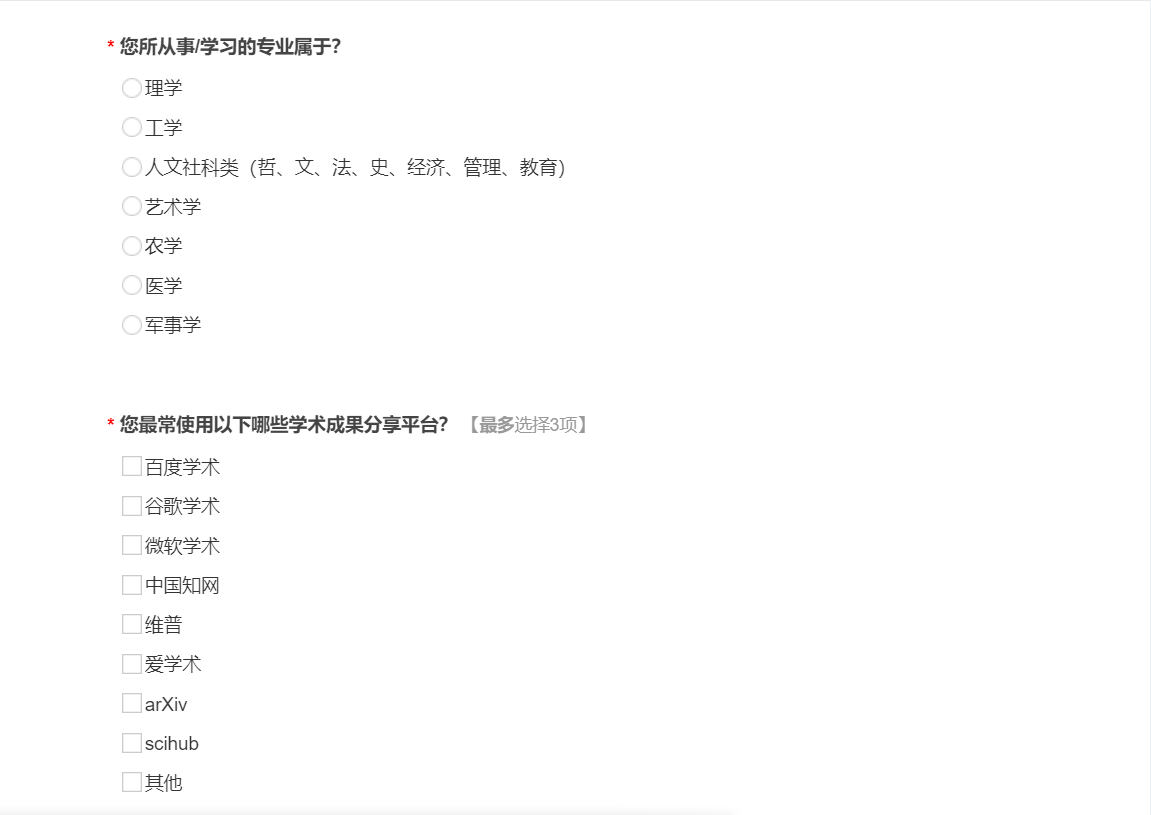 * 您所从事/学习的专业属于?
理学
工学
人文社科类（哲、文、法、史、经济、管理、教育）
艺术学
农学
医学
军事学
* 您最常使用以下哪些学术成果分享平台? 【最多选择3项】
百度学术
谷歌学术
微软学术
中国知网
维普
爱学术
arXiv
scihub
其他